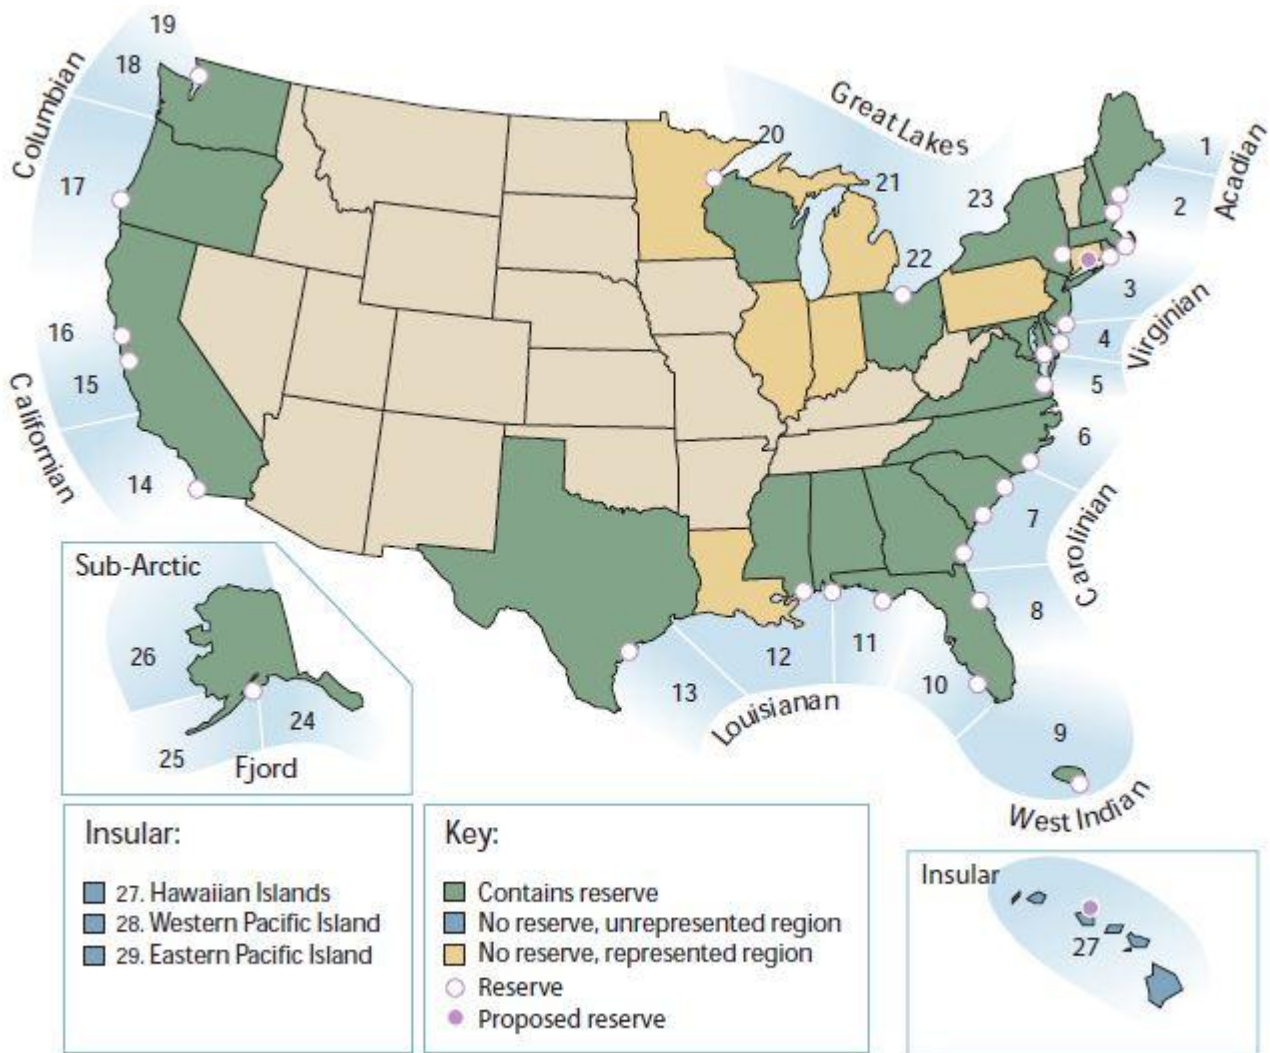 19
18
Columbian
17
16
15
Californian
14
20
Great Lakes
21
23
22
1
Acadian
2
3
Virginian
4
5
6
7
Carolinian
8
11
12
10
13
Louisianan
9
West Indian
Sub-Arctic
26
24
25
Fjord
Insular:
27. Hawaiian Islands
28. Western Pacific Island
29. Eastern Pacific Island
Key:
Contains reserve
No reserve, unrepresented region
No reserve, represented region
Reserve
Proposed reserve
Insular
27